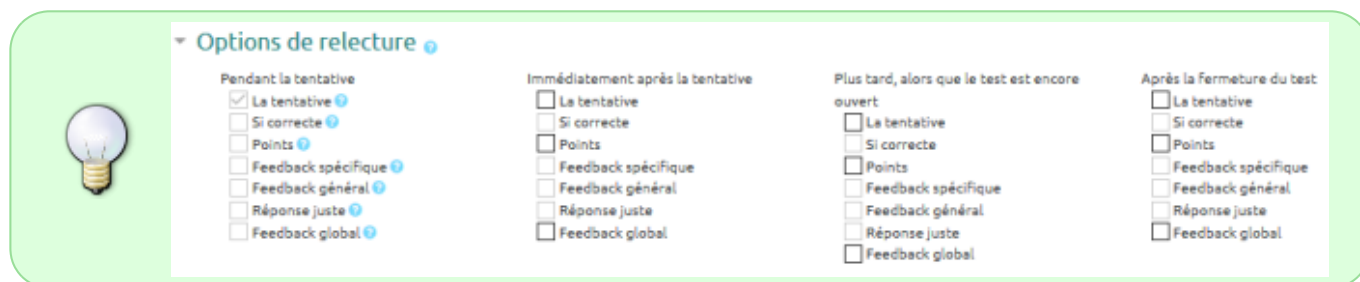 Options de relecture
Pendant la tentative
La tentative
Si correcte
Points
Feedback spécifique
Feedback général
Réponse juste
Feedback global
Immédiatement après la tentative
La tentative
Si correcte
Points
Feedback spécifique
Feedback général
Réponse juste
Feedback global
Plus tard, alors que le test est encore
ouvert
La tentative
Si correcte
Points
Feedback spécifique
Feedback général
Réponse juste
Feedback global
Après la fermeture du test
La tentative
Si correcte
Points
Feedback spécifique
Feedback général
Réponse juste
Feedback global